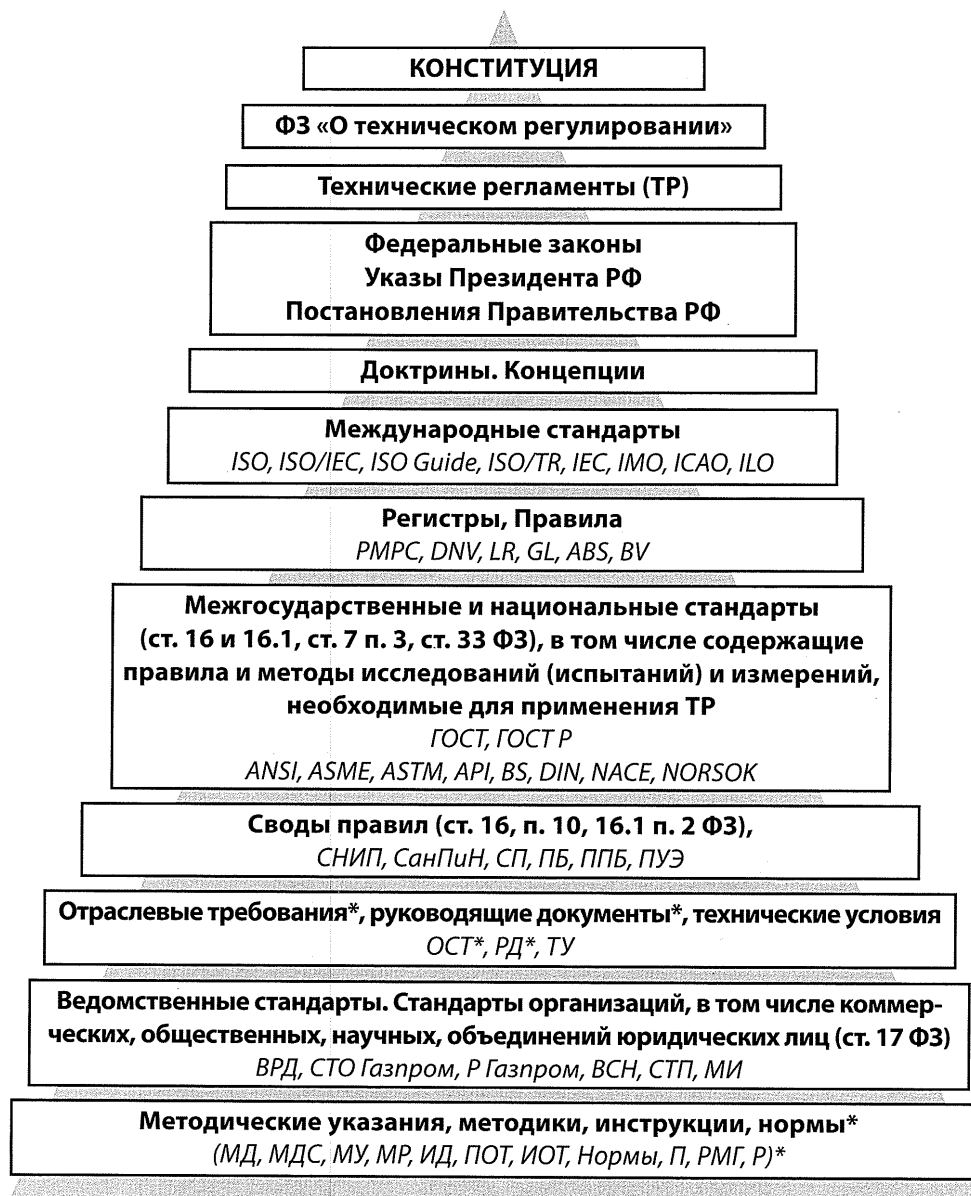 КОНСТИТУЦИЯ
ФЗ «О техническом регулировании»
Технические регламенты (ТР)
Федеральные законы
Указы Президента РФ
Постановления Правительства РФ
Доктрины. Концепции
Международные стандарты
ISO, ISO/IEC, ISO Guide, ISO/TR, IEC, IMO, ICAO, ILO
Регистры, Правила
РМРС, DNV, LR, GL, ABS, BV
Межгосударственные и национальные стандарты
(ст. 16 и 16.1, ст. 7 п. 3, ст. 33 ФЗ), в том числе содержащие
правила и методы исследований (испытаний) и измерений,
необходимые для применения ТР
ГОСТ, ГОСТ Р
ANSI, ASME, ASTM, API, BS, DIN, NACE, NORSOK
Своды правил (ст. 16, п. 10, 16.1 п. 2 ФЗ),
СНИП, СанПиН, СП, ПБ, ППБ, ПУЭ
Отраслевые требования*, руководящие документы*, технические условия
ОСТ*, РД*, ТУ
Ведомственные стандарты. Стандарты организаций, в том числе коммер-
ческих, общественных, научных, объединений юридических лиц (ст. 17 ФЗ)
ВРД, СТО Газпром, Р Газпром, ВСН, СТП, МИ
Методические указания, методики, инструкции, нормы*
(МД, МДС, МУ, МР, ИД, ПОТ, ИОТ, Нормы, П, РМГ, Р)*